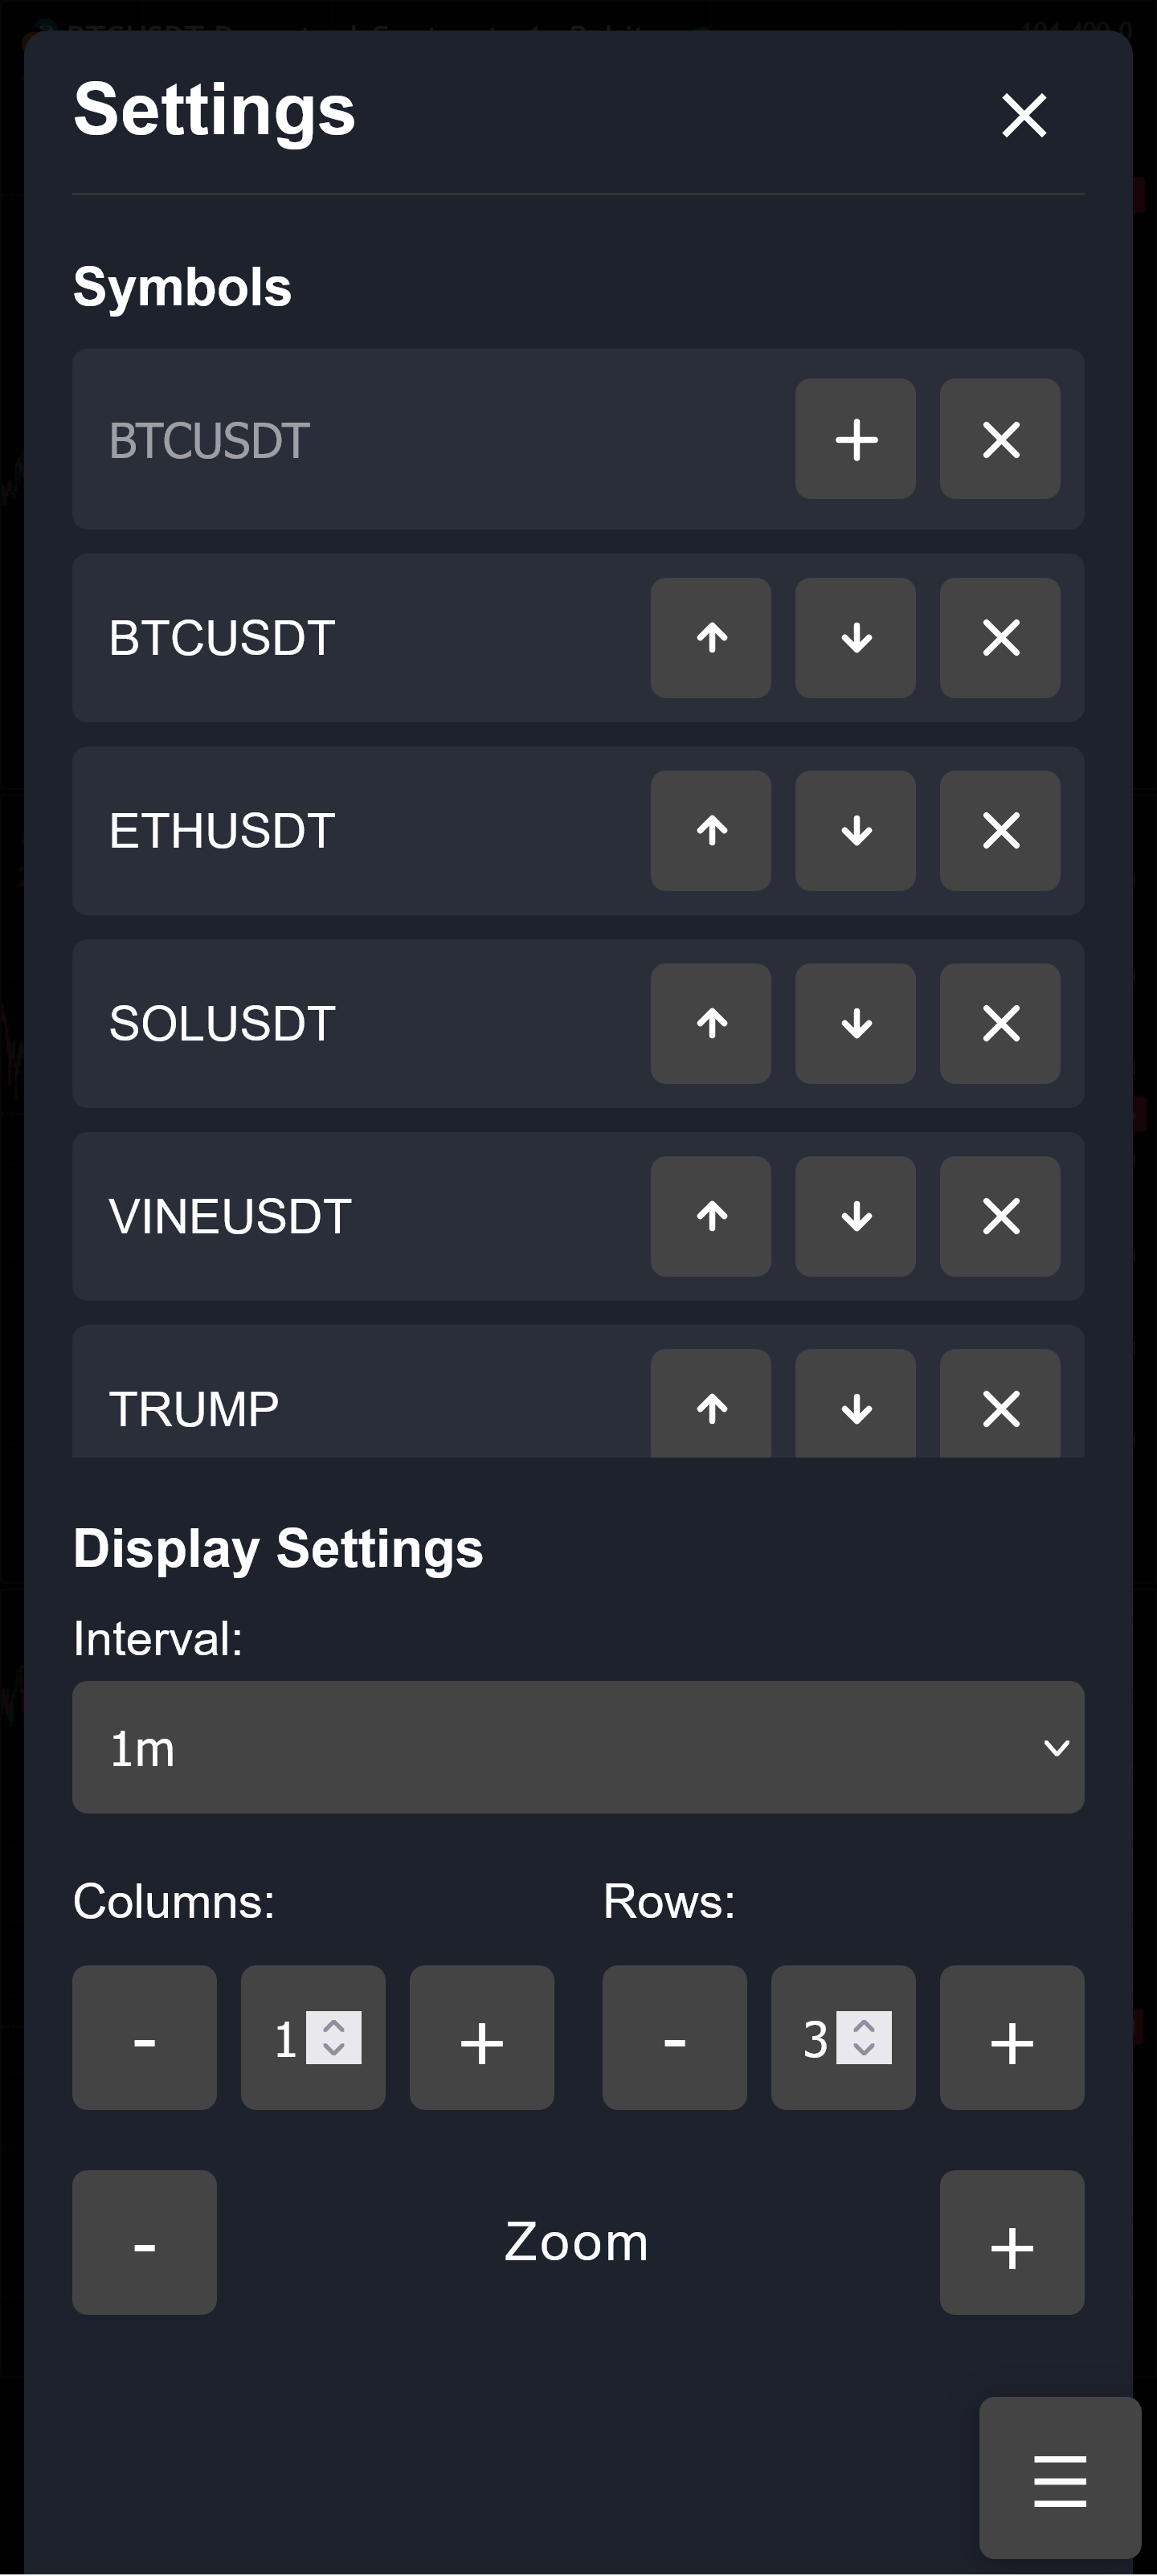 Settings
Symbols
BTCUSDT
BTCUSDT
ETHUSDT
SOLUSDT
VINEUSDT
TRUMP
Display Settings
Interval:
1m
Columns: Rows:
- 1 + - 3 +
- Zoom +